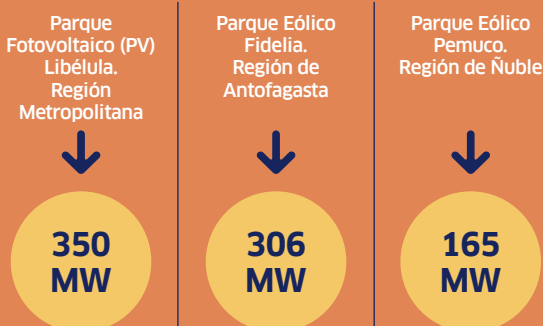 Parque
Fotovoltaico (PV)
Libélula.
Región
Metropolitana
350
MW
Parque Eólico
Fidelia.
Región de
Antofagasta
306
MW
Parque Eólico
Pemuco.
Región de Ñuble
165
MW